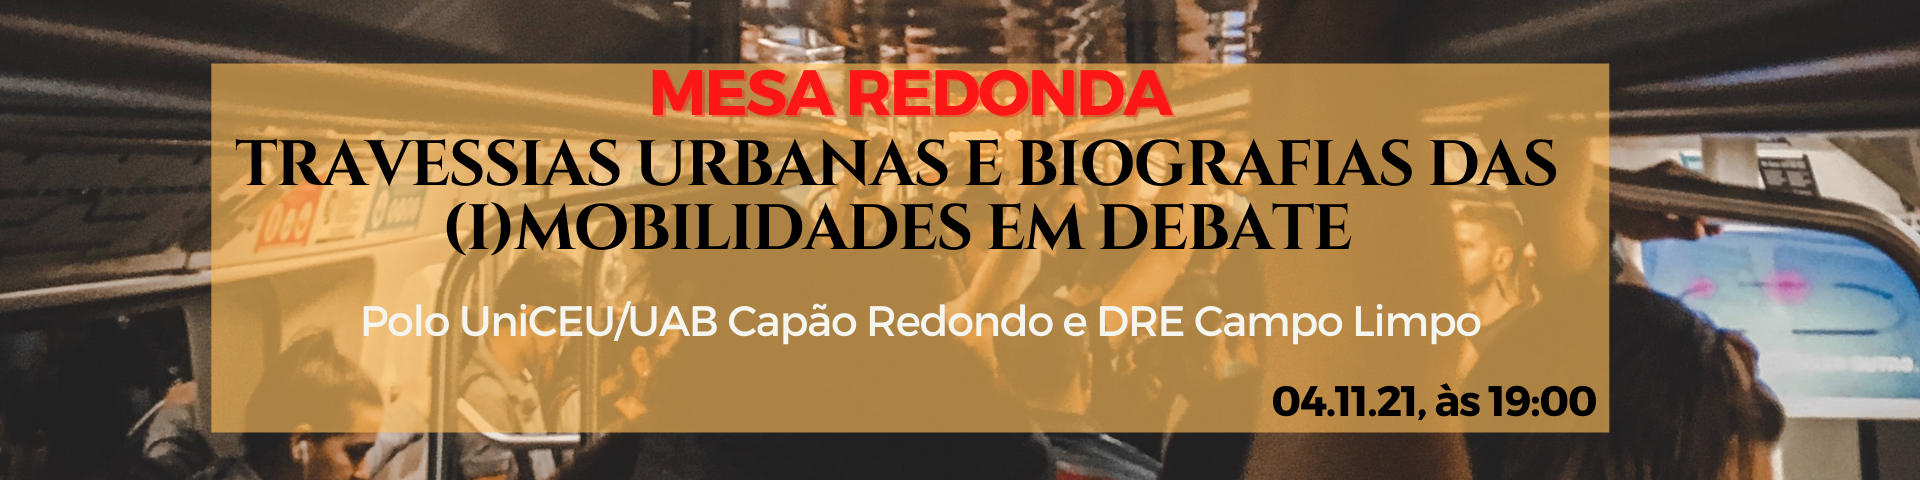 MESA REDONDA
TRAVESSIAS URBANAS E BIOGRAFIAS DAS
(I)MOBILIDADES EM DEBATE
Polo UniCEU/UAB Capão Redondo e DRE Campo Limpo
04.11.21, às 19:00